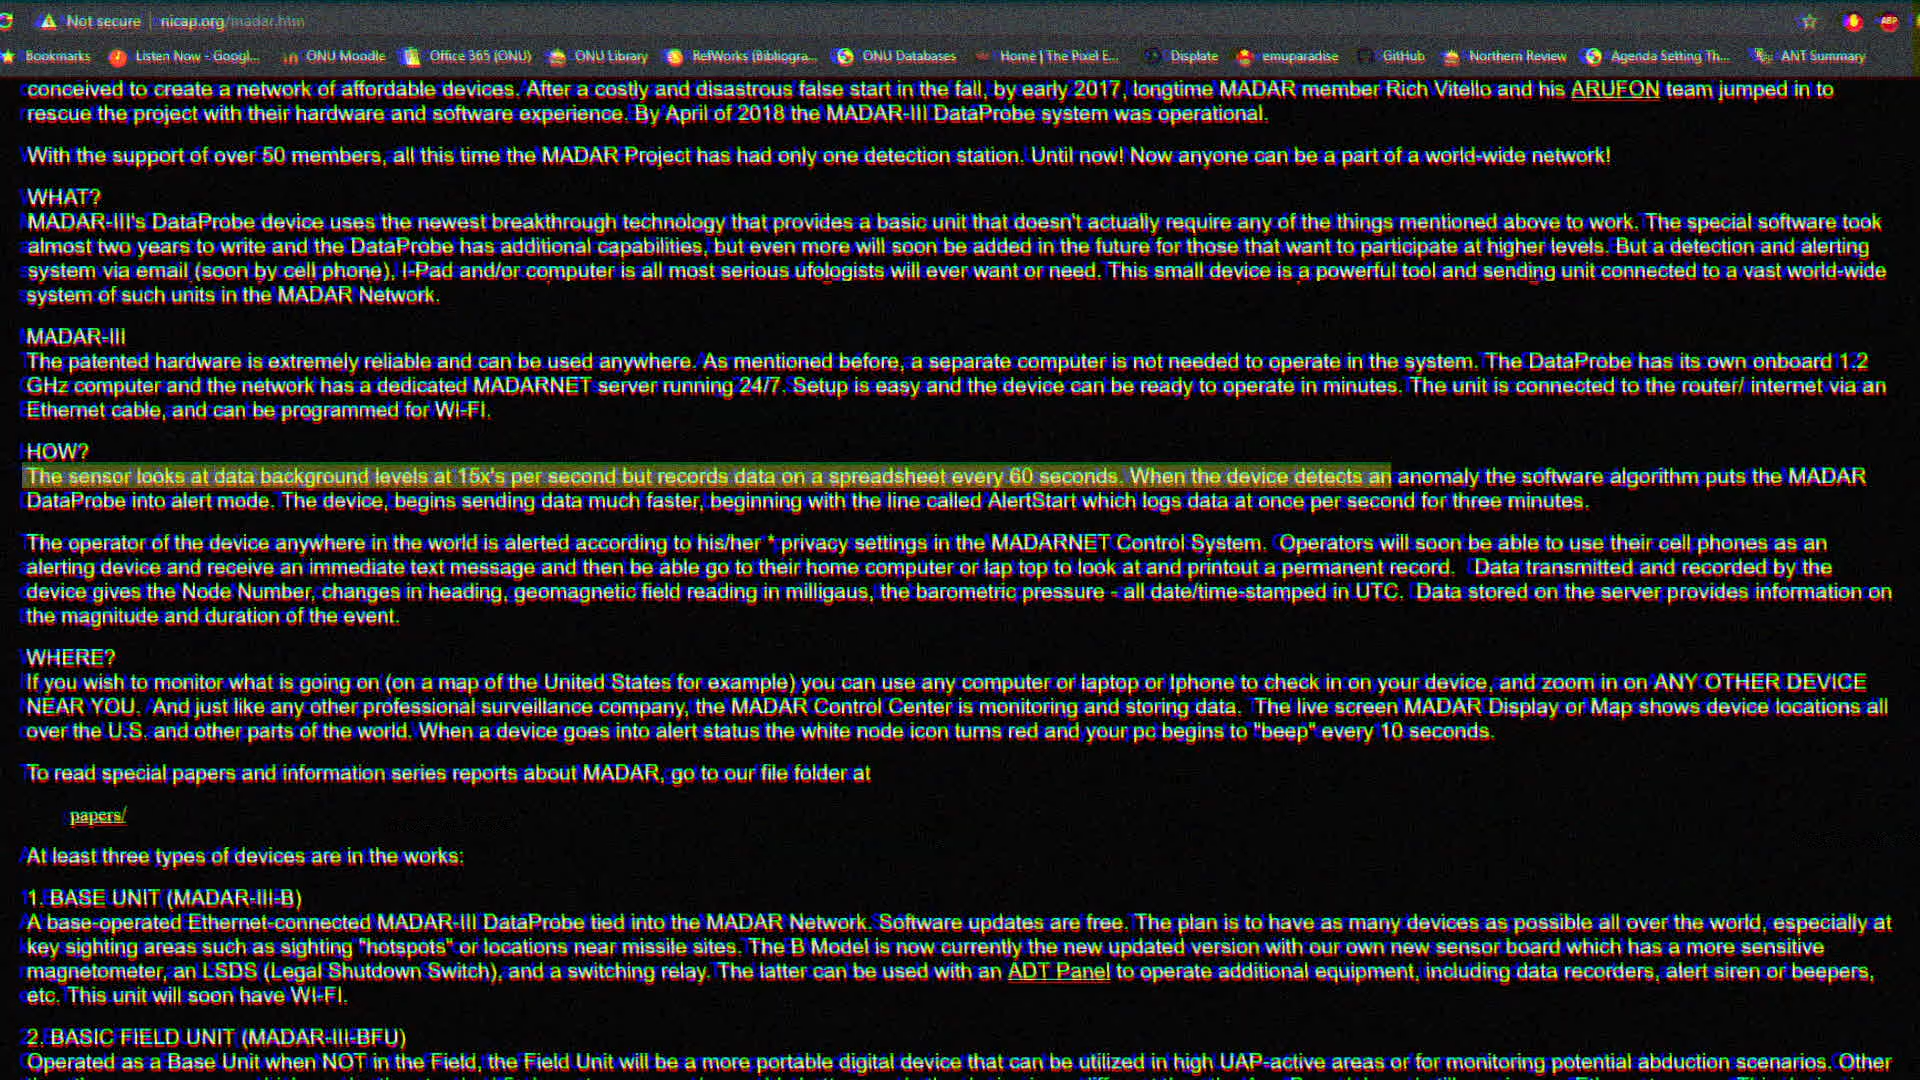 Not secure | nicap.org/madar.htm
ABP
Bookmarks Listen Now - Googl... ONU Moodle Office 365 (ONU) ONU Library RefWorks (Bibliogra... ONU Databases Home | The Pixel E... Displate emuparadise GitHub Northern Review Agenda Setting Th... ANT Summary
conceived to create a network of affordable devices. After a costly and disastrous false start in the fall, by early 2017, longtime MADAR member Rich Vitello and his ARUFON team jumped in to
rescue the project with their hardware and software experience. By April of 2018 the MADAR-III DataProbe system was operational.
With the support of over 50 members, all this time the MADAR Project has had only one detection station. Until now! Now anyone can be a part of a world-wide network!
WHAT?
MADAR-III's DataProbe device uses the newest breakthrough technology that provides a basic unit that doesn't actually require any of the things mentioned above to work. The special software took
almost two years to write and the DataProbe has additional capabilities, but even more will soon be added in the future for those that want to participate at higher levels. But a detection and alerting
system via email (soon by cell phone), I-Pad and/or computer is all most serious ufologists will ever want or need. This small device is a powerful tool and sending unit connected to a vast world-wide
system of such units in the MADAR Network.
MADAR-III
The patented hardware is extremely reliable and can be used anywhere. As mentioned before, a separate computer is not needed to operate in the system. The DataProbe has its own onboard 1.2
GHz computer and the network has a dedicated MADARNET server running 24/7. Setup is easy and the device can be ready to operate in minutes. The unit is connected to the router/ internet via an
Ethernet cable, and can be programmed for WI-FI.
HOW?
The sensor looks at data background levels at 15x's per second but records data on a spreadsheet every 60 seconds. When the device detects an anomaly the software algorithm puts the MADAR
DataProbe into alert mode. The device, begins sending data much faster, beginning with the line called AlertStart which logs data at once per second for three minutes.
The operator of the device anywhere in the world is alerted according to his/her * privacy settings in the MADARNET Control System. Operators will soon be able to use their cell phones as an
alerting device and receive an immediate text message and then be able go to their home computer or lap top to look at and printout a permanent record. Data transmitted and recorded by the
device gives the Node Number, changes in heading, geomagnetic field reading in milligaus, the barometric pressure - all date/time-stamped in UTC. Data stored on the server provides information on
the magnitude and duration of the event.
WHERE?
If you wish to monitor what is going on (on a map of the United States for example) you can use any computer or laptop or Iphone to check in on your device, and zoom in on ANY OTHER DEVICE
NEAR YOU. And just like any other professional surveillance company, the MADAR Control Center is monitoring and storing data. The live screen MADAR Display or Map shows device locations all
over the U.S. and other parts of the world. When a device goes into alert status the white node icon turns red and your pc begins to "beep" every 10 seconds.
To read special papers and information series reports about MADAR, go to our file folder at
papers/
At least three types of devices are in the works:
1. BASE UNIT (MADAR-III-B)
A base-operated Ethernet-connected MADAR-III DataProbe tied into the MADAR Network. Software updates are free. The plan is to have as many devices as possible all over the world, especially at
key sighting areas such as sighting "hotspots" or locations near missile sites. The B Model is now currently the new updated version with our own new sensor board which has a more sensitive
magnetometer, an LSDS (Legal Shutdown Switch), and a switching relay. The latter can be used with an ADT Panel to operate additional equipment, including data recorders, alert siren or beepers,
etc. This unit will soon have WI-FI.
2. BASIC FIELD UNIT (MADAR-III-BFU)
Operated as a Base Unit when NOT in the Field, the Field Unit will be a more portable digital device that can be utilized in high UAP-active areas or for monitoring potential abduction scenarios. Other